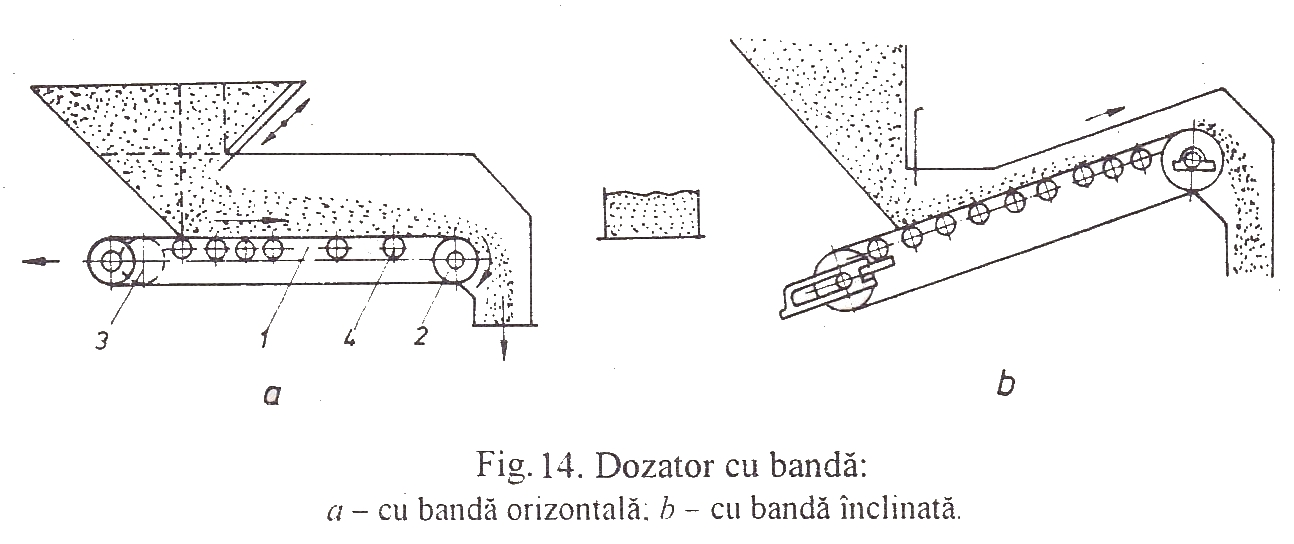 3 1 4 2
a
b
Fig. 14. Dozator cu bandă:
a – cu bandă orizontală; b – cu bandă înclinată.